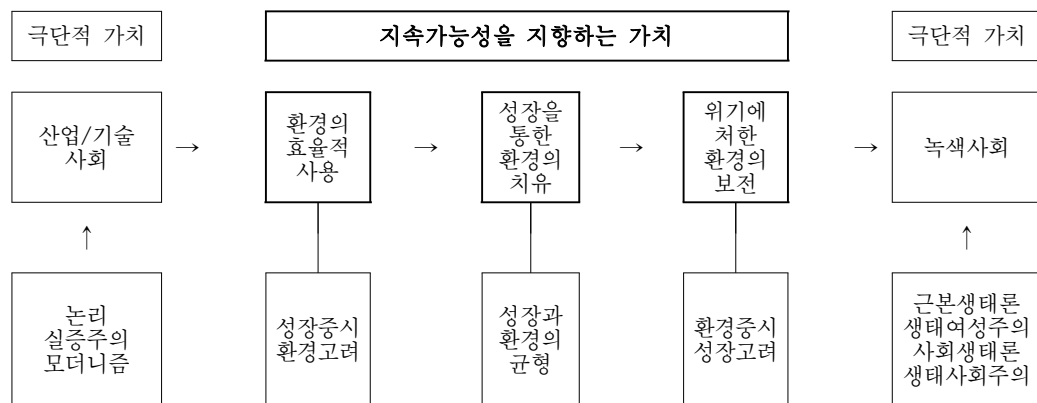 극단적 가치
지속가능성을 지향하는 가치
극단적 가치
산업/기술
사회
→
환경의
효율적
사용
→
성장을
통한
환경의
치유
→
위기에
처한
환경의
보전
→
녹색사회
↑
↑
논리
실증주의
모더니즘
성장중시
환경고려
성장과
환경의
균형
환경중시
성장고려
근본생태론
생태여성주의
사회생태론
생태사회주의